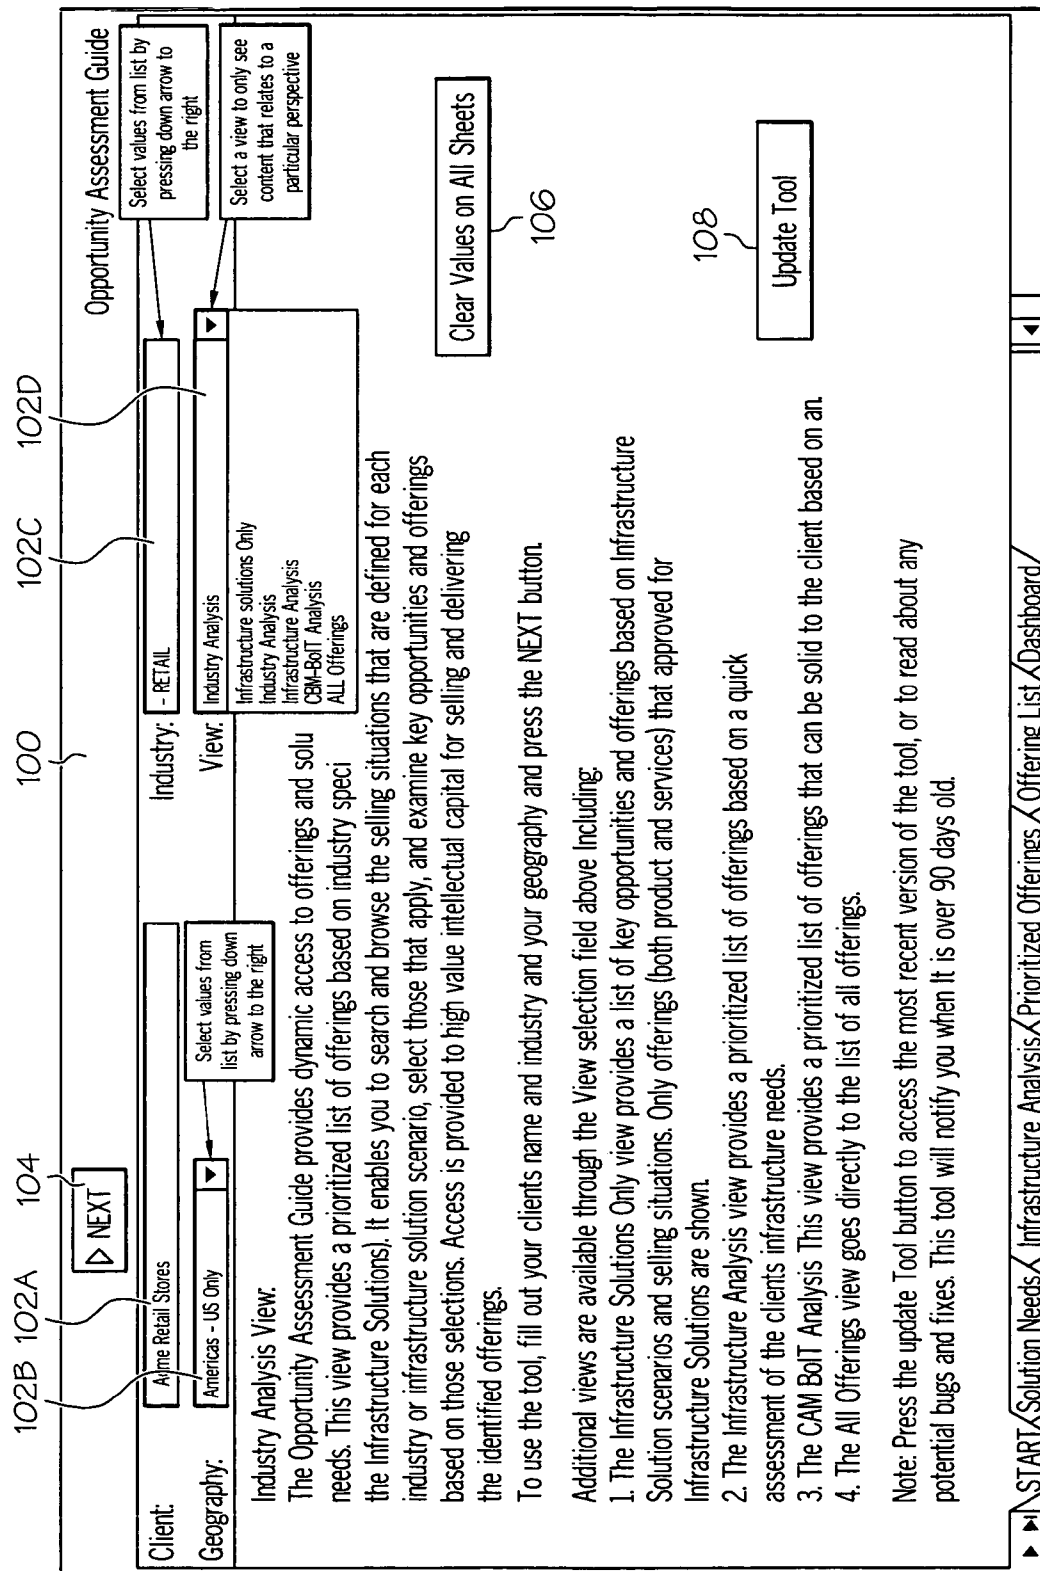 100
102B 102A 104
102C 102D
▷ NEXT
Opportunity Assessment Guide
Client: Acme Retail Stores
Industry: - RETAIL
Select values from list by
pressing down arrow to
the right
Geography: Americas - US Only
Select values from
list by pressing down
arrow to the right
View: Industry Analysis
Infrastructure solutions Only
Industry Analysis
Infrastructure Analysis
CBM-BoIT Analysis
ALL Offerings
Select a view to only see
content that relates to a
particular perspective
Industry Analysis View:
The Opportunity Assessment Guide provides dynamic access to offerings and solu
needs. This view provides a prioritized list of offerings based on industry speci
the Infrastructure Solutions). It enables you to search and browse the selling situations that are defined for each
industry or infrastructure solution scenario, select those that apply, and examine key opportunities and offerings
based on those selections. Access is provided to high value intellectual capital for selling and delivering
the identified offerings.
To use the tool, fill out your clients name and industry and your geography and press the NEXT button.
Additional views are available through the View selection field above Including:
1. The Infrastructure Solutions Only view provides a list of key opportunities and offerings based on Infrastructure
Solution scenarios and selling situations. Only offerings (both product and services) that approved for
Infrastructure Solutions are shown.
2. The Infrastructure Analysis view provides a prioritized list of offerings based on a quick
assessment of the clients infrastructure needs.
3. The CAM BolT Analysis This view provides a prioritized list of offerings that can be solid to the client based on an.
4. The All Offerings view goes directly to the list of all offerings.
Note: Press the update Tool button to access the most recent version of the tool, or to read about any
potential bugs and fixes. This tool will notify you when It is over 90 days old.
Clear Values on All Sheets
106
108
Update Tool
START Solution Needs Infrastructure Analysis Prioritized Offerings Offering List Dashboard